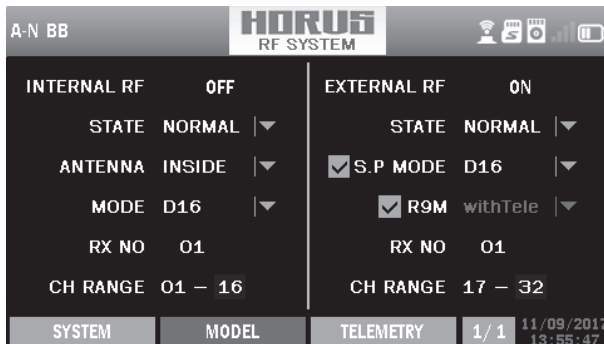 A-N BB
HORUS
RF SYSTEM
S
INTERNAL RF OFF
STATE NORMAL
ANTENNA INSIDE
MODE D16
RX NO 01
CH RANGE 01 – 16
EXTERNAL RF ON
STATE NORMAL
S.P MODE D16
R9M withTele
RX NO 01
CH RANGE 17 – 32
SYSTEM
MODEL
TELEMETRY
1/1
11/09/2017
13:55:47